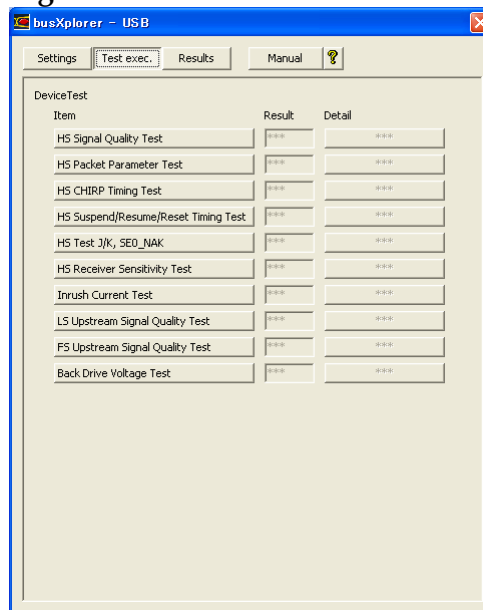 busXplorer - USB
Settings Test exec. Results Manual ?
DeviceTest
Item Result Detail
HS Signal Quality Test *** ***
HS Packet Parameter Test *** ***
HS CHIRP Timing Test *** ***
HS Suspend/Resume/Reset Timing Test *** ***
HS Test J/K, SE0_NAK *** ***
HS Receiver Sensitivity Test *** ***
Inrush Current Test *** ***
LS Upstream Signal Quality Test *** ***
FS Upstream Signal Quality Test *** ***
Back Drive Voltage Test *** ***